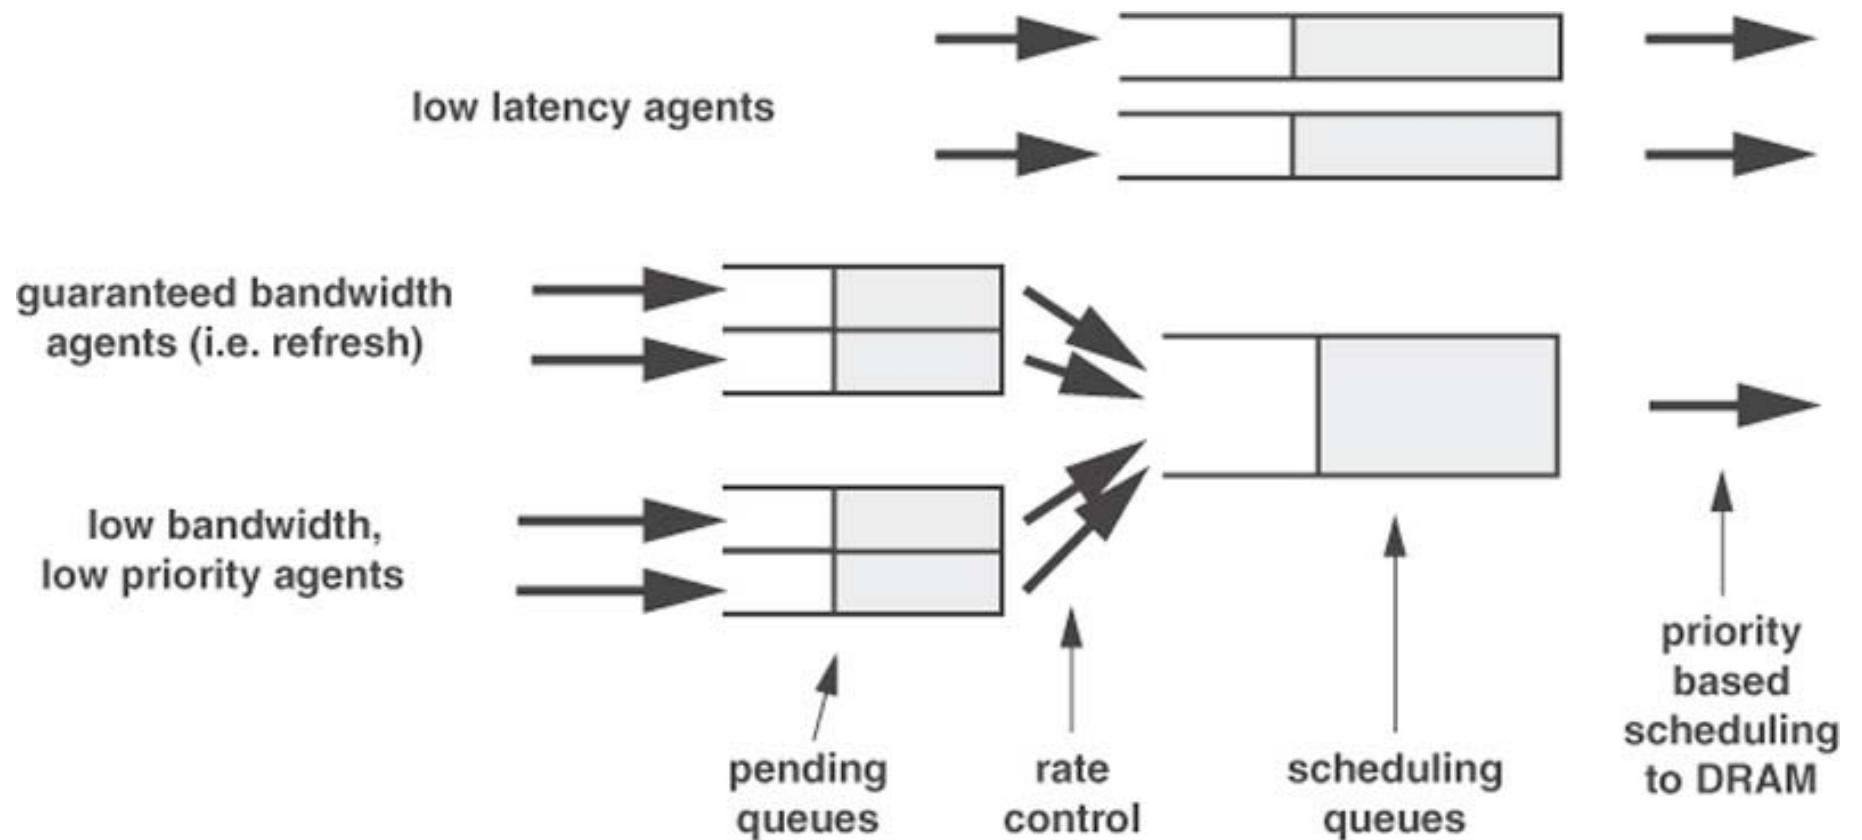 low latency agents
guaranteed bandwidth
agents (i.e. refresh)
low bandwidth,
low priority agents
pending
queues
rate
control
scheduling
queues
priority
based
scheduling
to DRAM